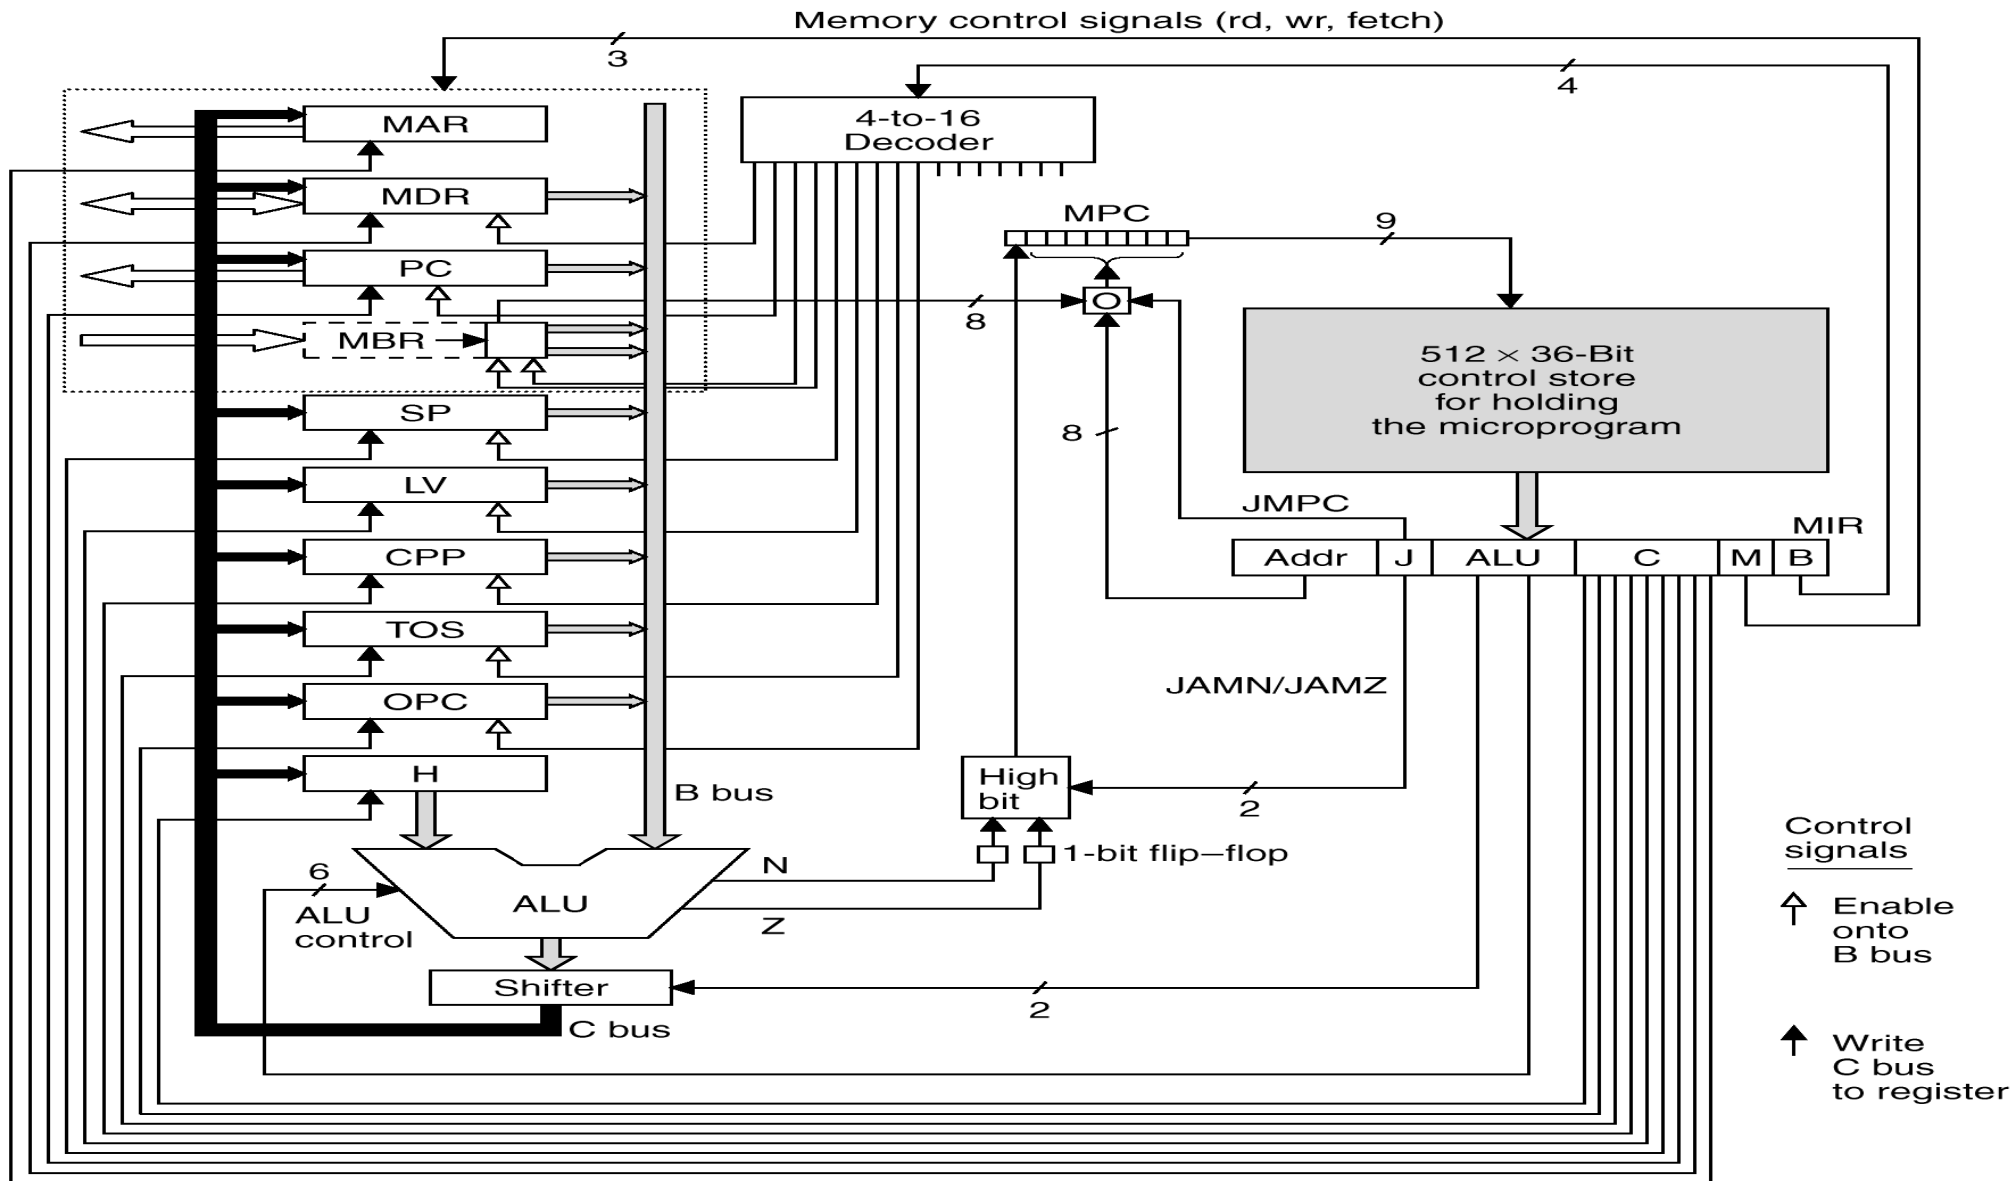 Memory control signals (rd, wr, fetch)
3
4
MAR
4-to-16
Decoder
MDR
MPC
9
PC
8
O
MBR
512 × 36-Bit
control store
for holding
the microprogram
SP
8
LV
JMPC
MIR
CPP
Addr
J
ALU
C
M
B
TOS
JAMN/JAMZ
OPC
H
B bus
High
bit
2
Control
signals
6
N
1-bit flip–flop
ALU
control
ALU
Z
Enable
onto
B bus
Shifter
2
C bus
Write
C bus
to register